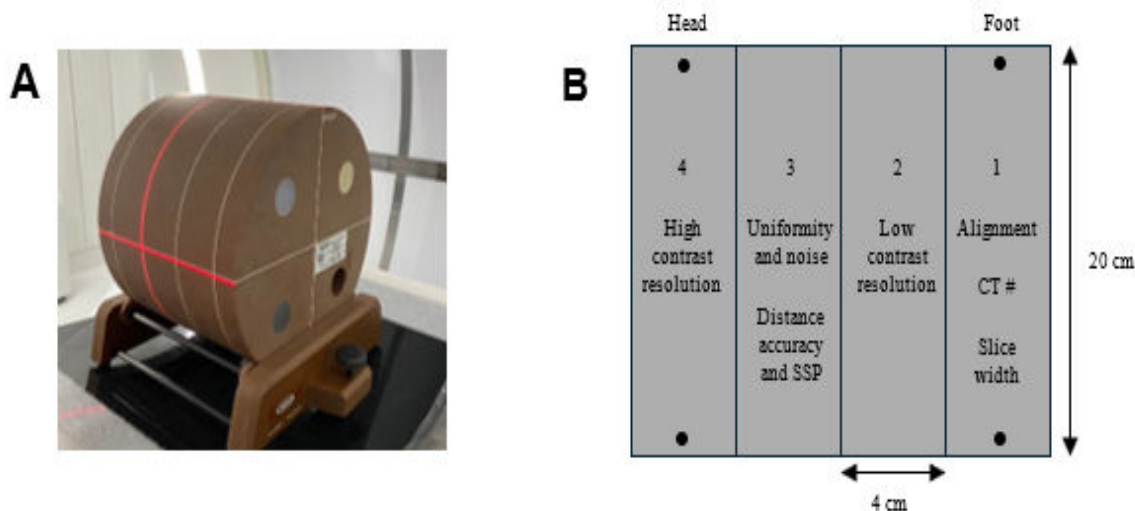 A
B
Head
Foot
4
High
contrast
resolution
3
Uniformity
and noise
Distance
accuracy
and SSP
2
Low
contrast
resolution
1
Alignment
CT #
Slice
width
20 cm
4 cm